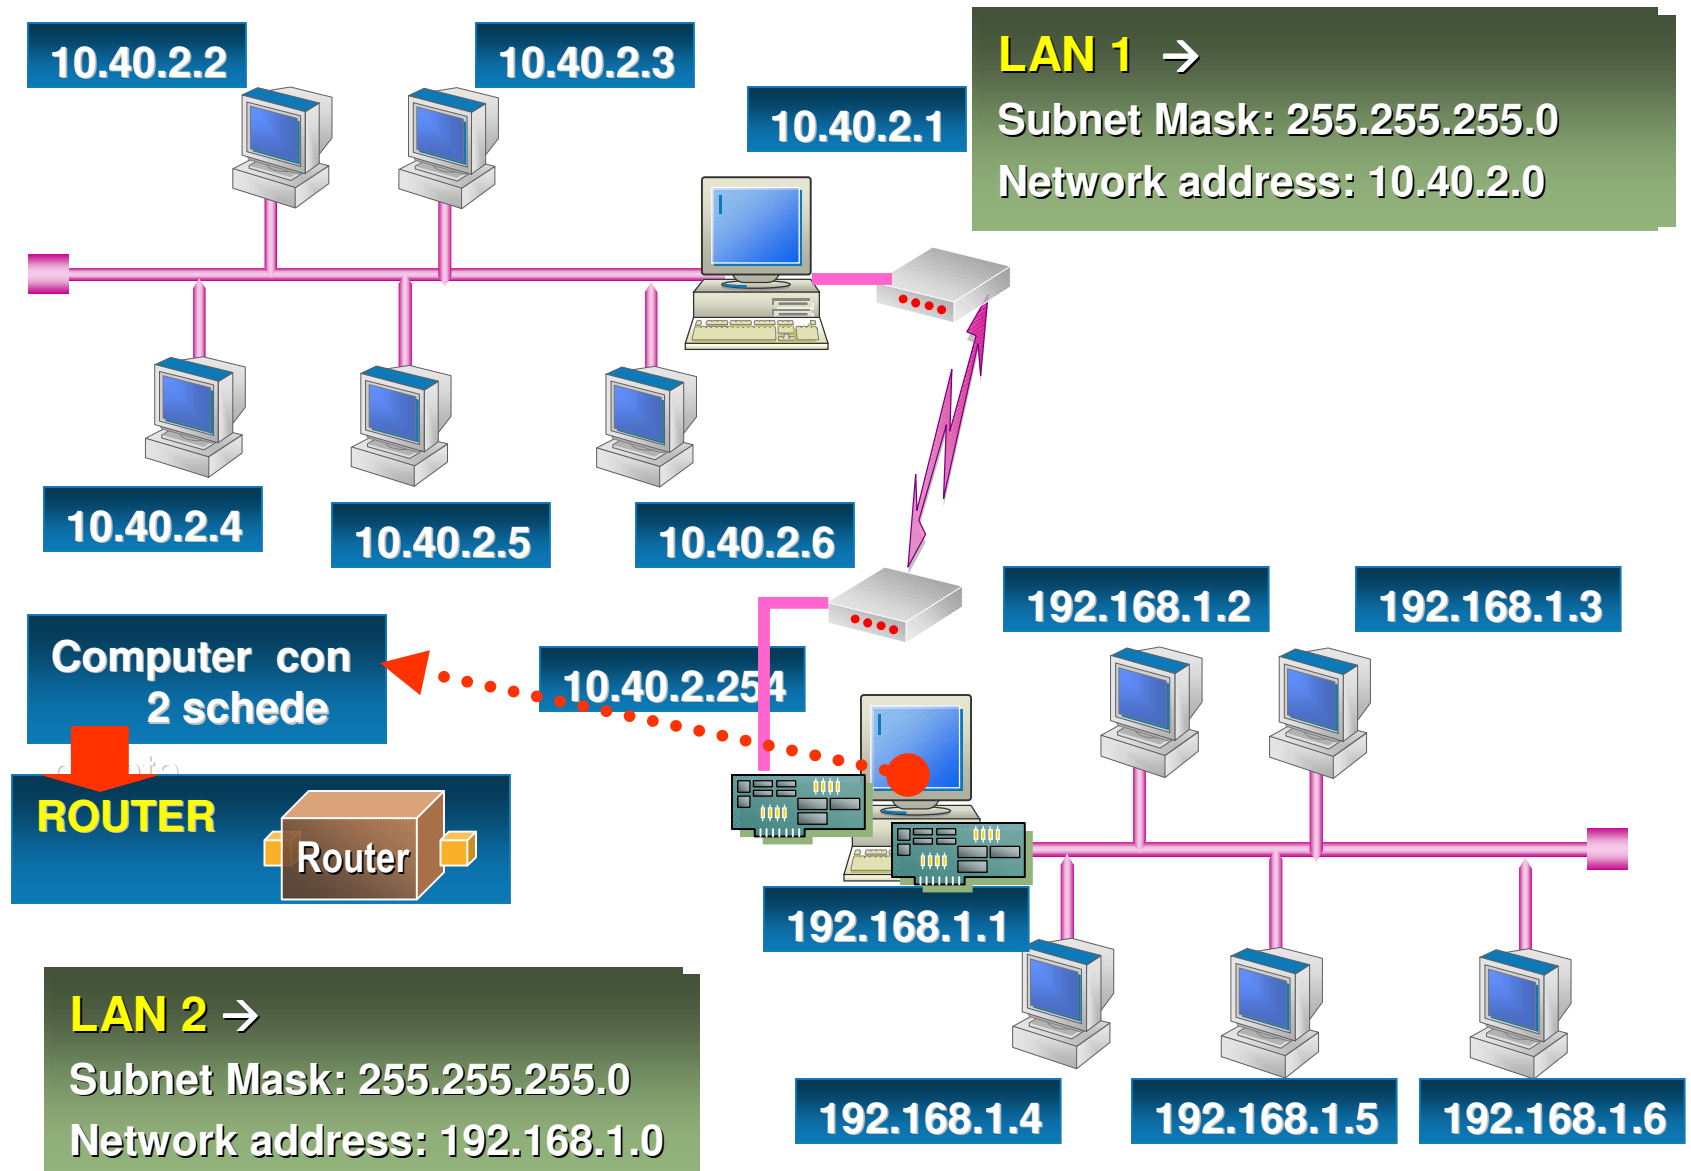 10.40.2.2
10.40.2.3
10.40.2.1
LAN 1 →
Subnet Mask: 255.255.255.0
Network address: 10.40.2.0
10.40.2.4
10.40.2.5
10.40.2.6
192.168.1.2
192.168.1.3
Computer con
2 schede
10.40.2.254
ROUTER
Router
192.168.1.1
LAN 2 →
Subnet Mask: 255.255.255.0
Network address: 192.168.1.0
192.168.1.4
192.168.1.5
192.168.1.6